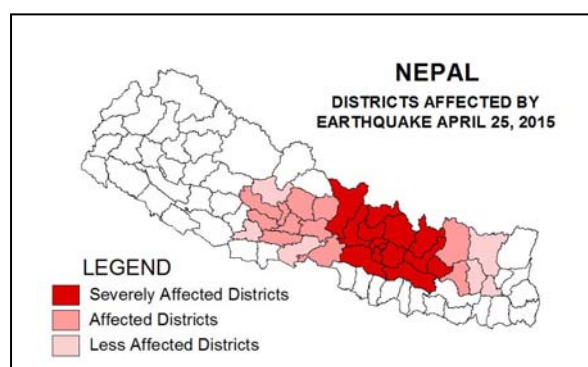 NEPAL
DISTRICTS AFFECTED BY
EARTHQUAKE APRIL 25, 2015
LEGEND
Severely Affected Districts
Affected Districts
Less Affected Districts